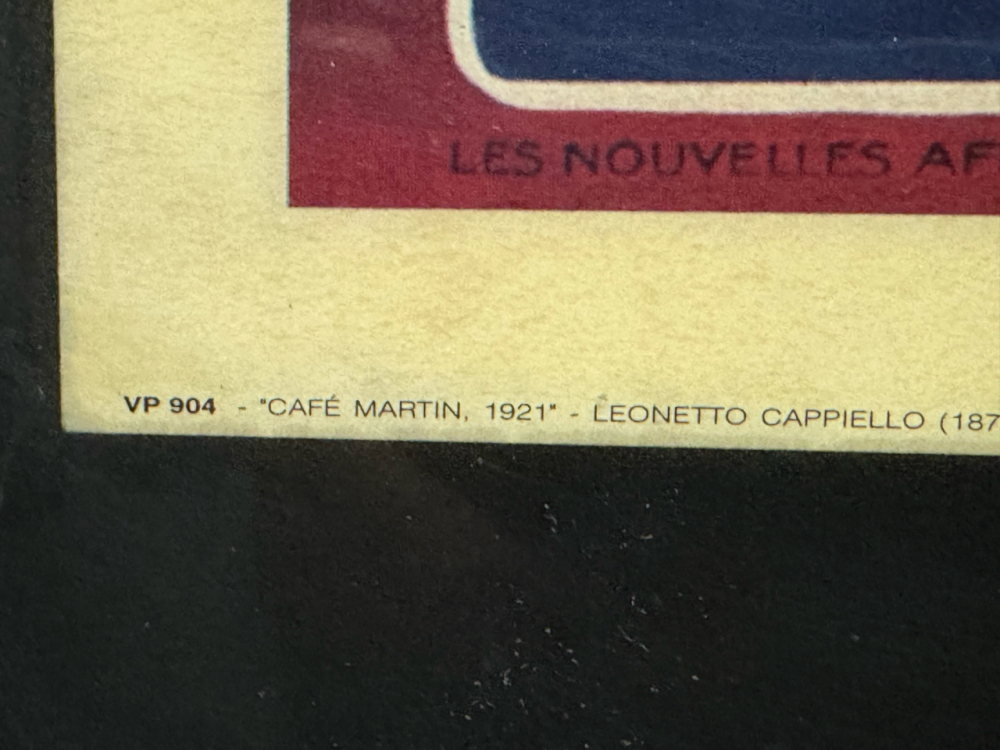 LES NOUVELLES AF
VP 904 - "CAFÉ MARTIN, 1921" - LEONETTO CAPPIELLO (187